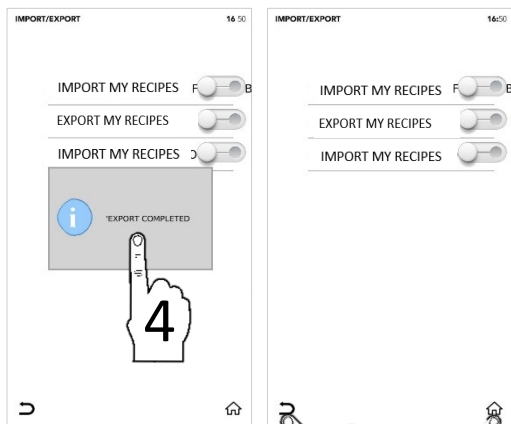 IMPORT/EXPORT 16 50
IMPORT MY RECIPES F B
EXPORT MY RECIPES
IMPORT MY RECIPES
i 'EXPORT COMPLETED
4
IMPORT/EXPORT 16:50
IMPORT MY RECIPES F B
EXPORT MY RECIPES
IMPORT MY RECIPES